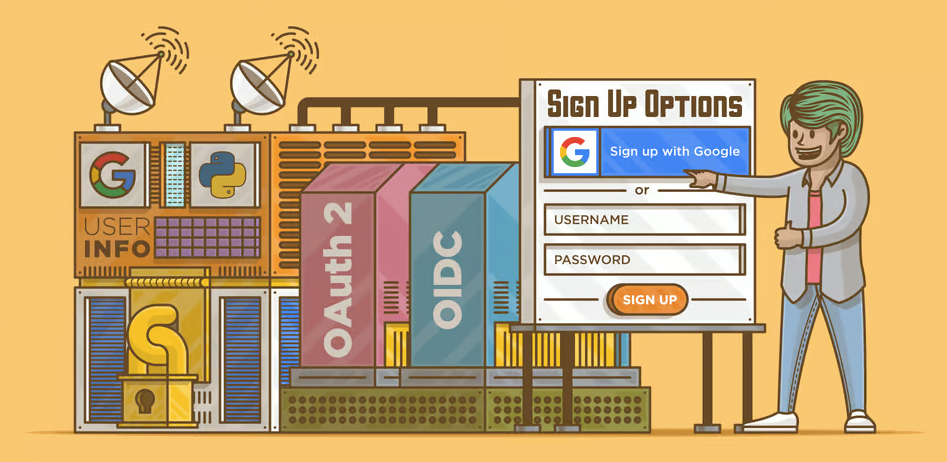 SIGN UP OPTIONS
Sign up with Google
or
USERNAME
PASSWORD
SIGN UP
USER
INFO
OAuth 2
OIDC